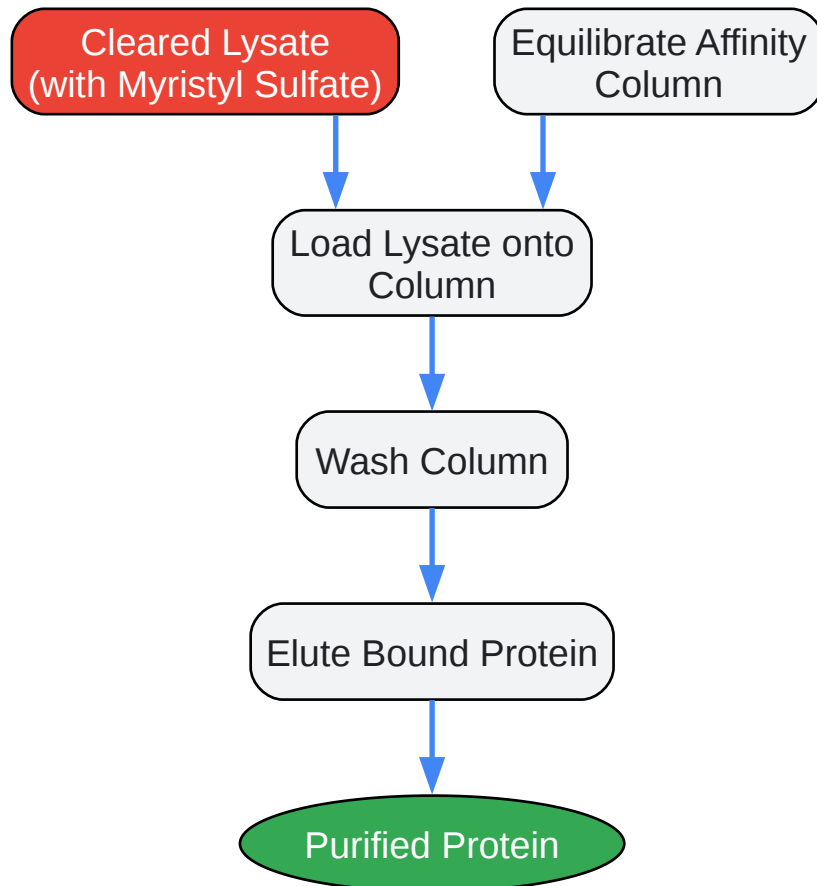 Cleared Lysate
(with Myristyl Sulfate)
Equilibrate Affinity
Column
Load Lysate onto
Column
Wash Column
Elute Bound Protein
Purified Protein